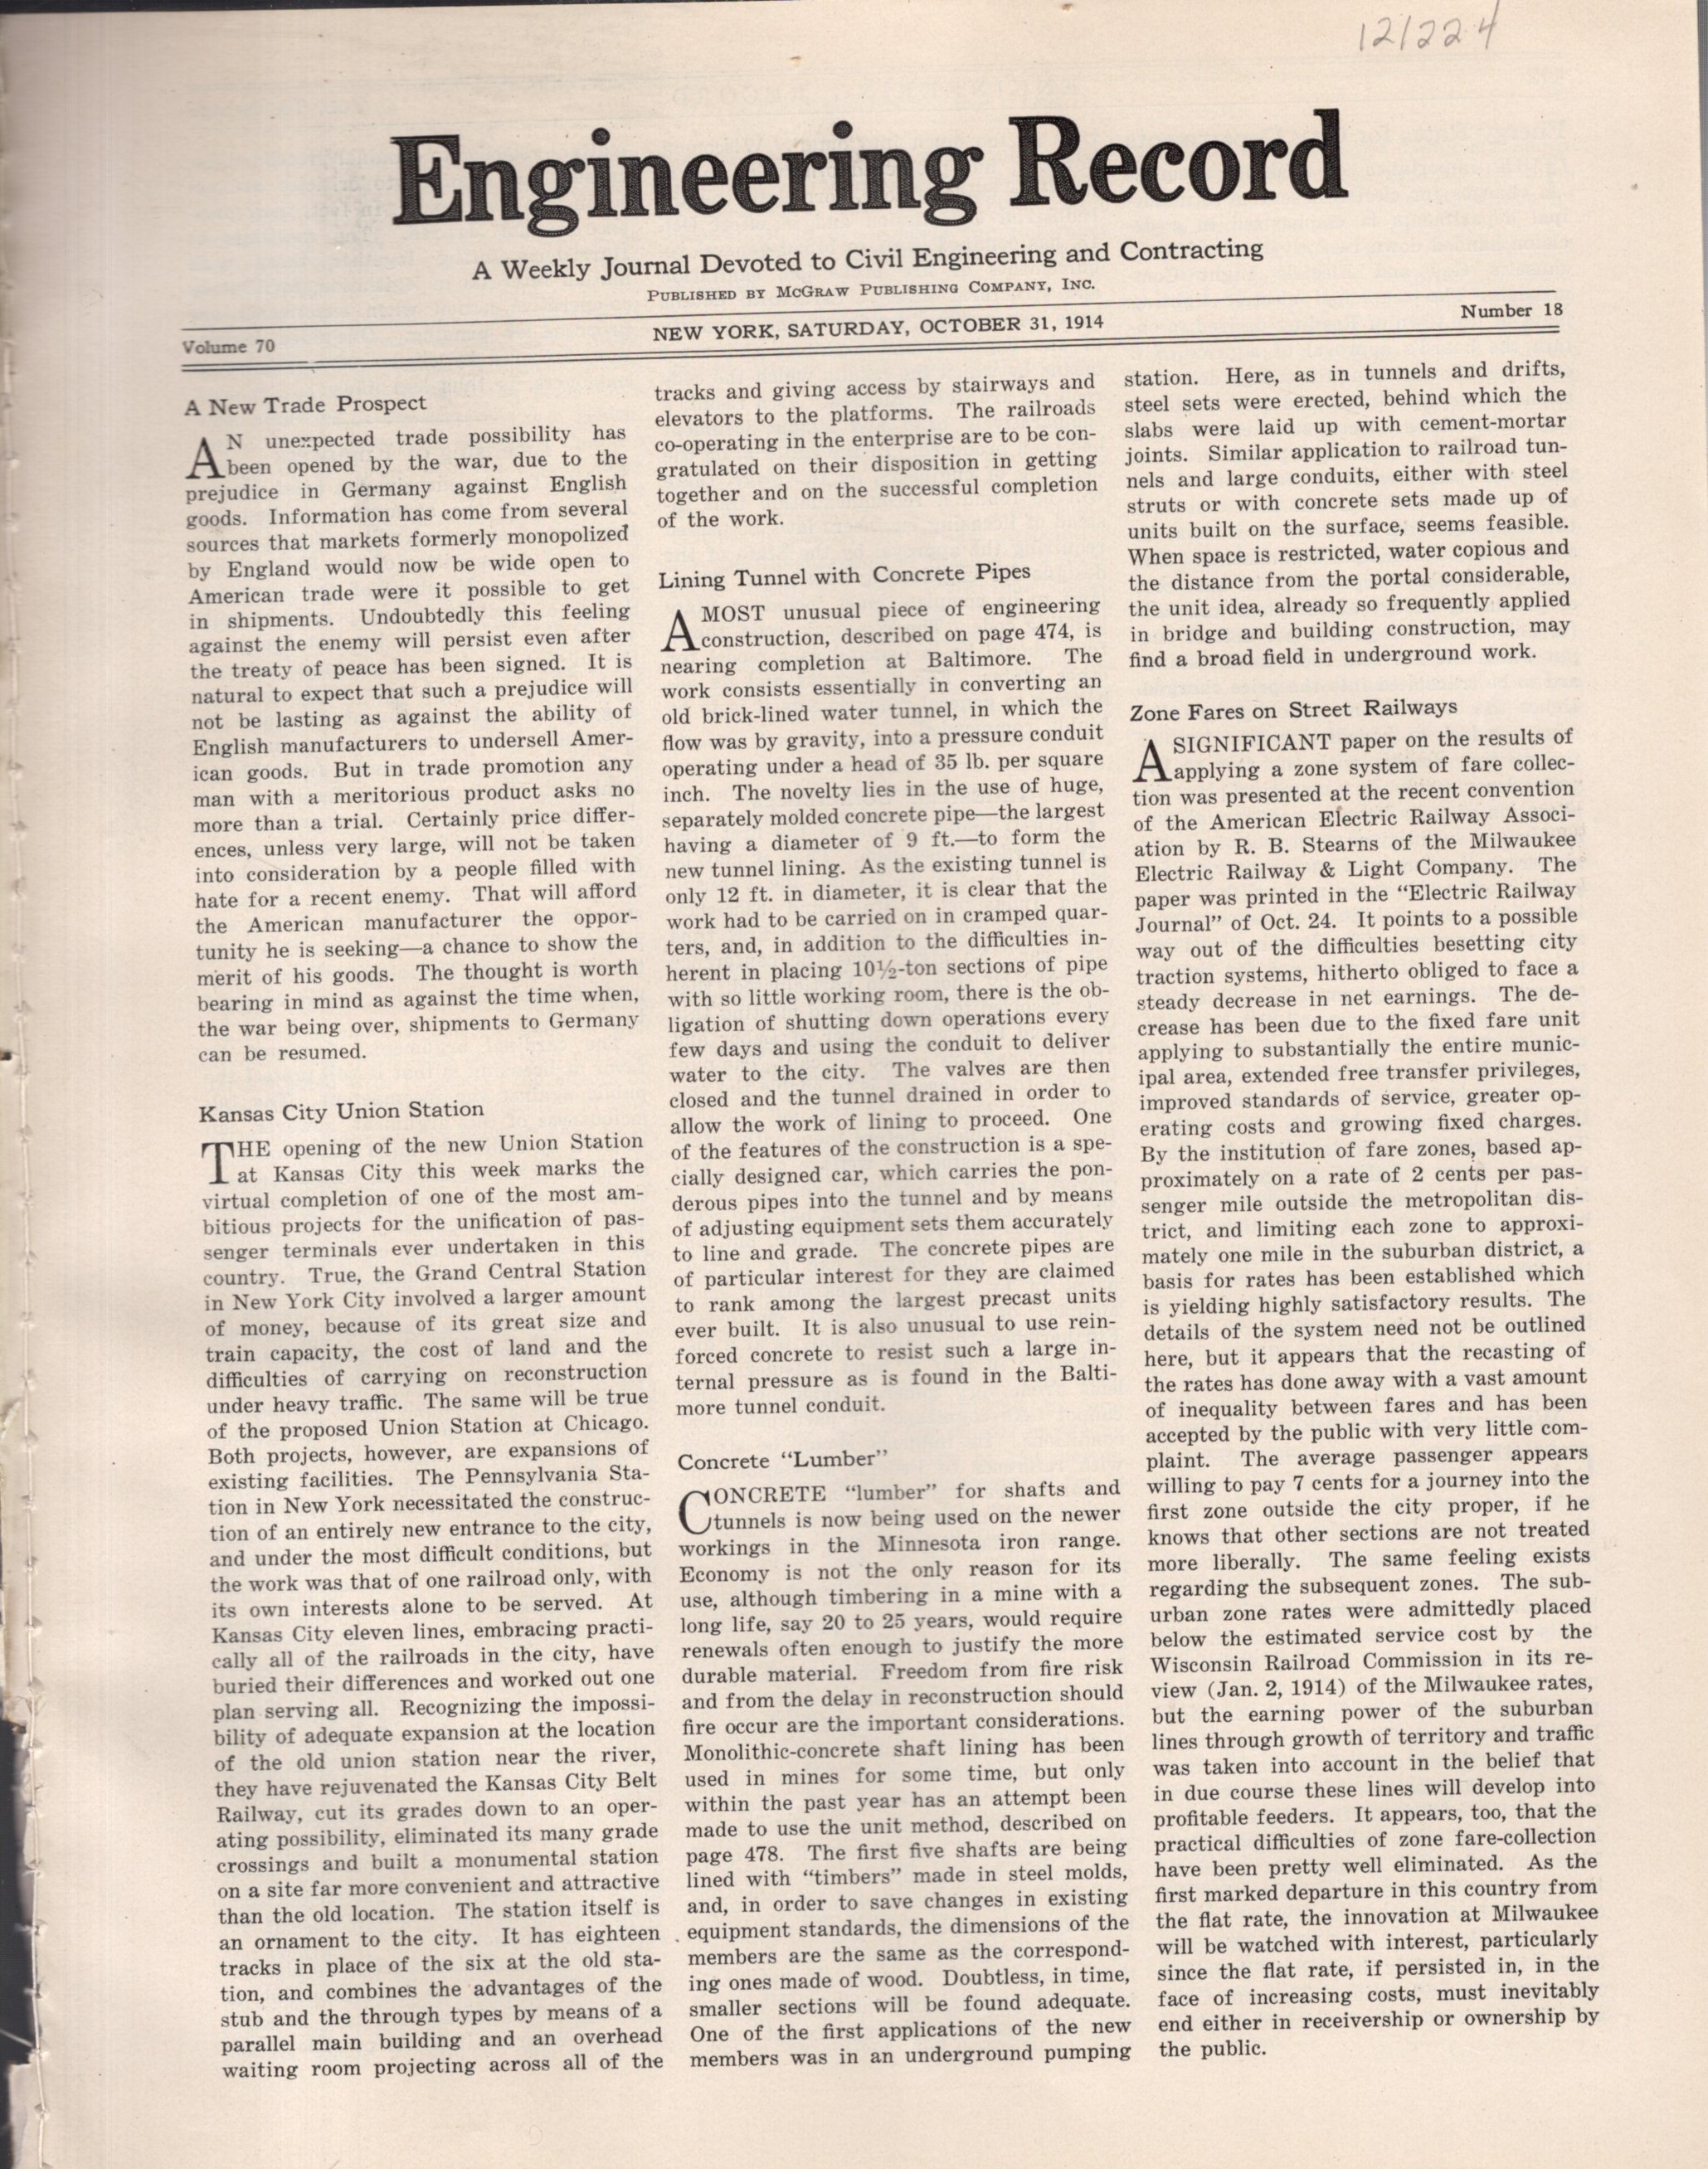 121224
Engineering Record
A Weekly Journal Devoted to Civil Engineering and Contracting
PUBLISHED BY MCGRAW PUBLISHING COMPANY, INC.
Volume 70
NEW YORK, SATURDAY, OCTOBER 31, 1914
Number 18
A New Trade Prospect
AN unexpected trade possibility has
been opened by the war, due to the
prejudice in Germany against English
goods. Information has come from several
sources that markets formerly monopolized
by England would now be wide open to
American trade were it possible to get
in shipments. Undoubtedly this feeling
against the enemy will persist even after
the treaty of peace has been signed. It is
natural to expect that such a prejudice will
not be lasting as against the ability of
English manufacturers to undersell Amer-
ican goods. But in trade promotion any
man with a meritorious product asks no
more than a trial. Certainly price differ-
ences, unless very large, will not be taken
into consideration by a people filled with
hate for a recent enemy. That will afford
the American manufacturer the oppor-
tunity he is seeking—a chance to show the
merit of his goods. The thought is worth
bearing in mind as against the time when,
the war being over, shipments to Germany
can be resumed.
Kansas City Union Station
THE opening of the new Union Station
at Kansas City this week marks the
virtual completion of one of the most am-
bitious projects for the unification of pas-
senger terminals ever undertaken in this
country. True, the Grand Central Station
in New York City involved a larger amount
of money, because of its great size and
train capacity, the cost of land and the
difficulties of carrying on reconstruction
under heavy traffic. The same will be true
of the proposed Union Station at Chicago.
Both projects, however, are expansions of
existing facilities. The Pennsylvania Sta-
tion in New York necessitated the construc-
tion of an entirely new entrance to the city,
and under the most difficult conditions, but
the work was that of one railroad only, with
its own interests alone to be served. At
Kansas City eleven lines, embracing practi-
cally all of the railroads in the city, have
buried their differences and worked out one
plan serving all. Recognizing the impossi-
bility of adequate expansion at the location
of the old union station near the river,
they have rejuvenated the Kansas City Belt
Railway, cut its grades down to an oper-
ating possibility, eliminated its many grade
crossings and built a monumental station
on a site far more convenient and attractive
than the old location. The station itself is
an ornament to the city. It has eighteen
tracks in place of the six at the old sta-
tion, and combines the advantages of the
stub and the through types by means of a
parallel main building and an overhead
waiting room projecting across all of the
tracks and giving access by stairways and
elevators to the platforms. The railroads
co-operating in the enterprise are to be con-
gratulated on their disposition in getting
together and on the successful completion
of the work.
Lining Tunnel with Concrete Pipes
A MOST unusual piece of engineering
construction, described on page 474, is
nearing completion at Baltimore. The
work consists essentially in converting an
old brick-lined water tunnel, in which the
flow was by gravity, into a pressure conduit
operating under a head of 35 lb. per square
inch. The novelty lies in the use of huge,
separately molded concrete pipe—the largest
having a diameter of 9 ft.—to form the
new tunnel lining. As the existing tunnel is
only 12 ft. in diameter, it is clear that the
work had to be carried on in cramped quar-
ters, and, in addition to the difficulties in-
herent in placing 10½-ton sections of pipe
with so little working room, there is the ob-
ligation of shutting down operations every
few days and using the conduit to deliver
water to the city. The valves are then
closed and the tunnel drained in order to
allow the work of lining to proceed. One
of the features of the construction is a spe-
cially designed car, which carries the pon-
derous pipes into the tunnel and by means
of adjusting equipment sets them accurately
to line and grade. The concrete pipes are
of particular interest for they are claimed
to rank among the largest precast units
ever built. It is also unusual to use rein-
forced concrete to resist such a large in-
ternal pressure as is found in the Balti-
more tunnel conduit.
Concrete "Lumber"
CONCRETE "lumber" for shafts and
tunnels is now being used on the newer
workings in the Minnesota iron range.
Economy is not the only reason for its
use, although timbering in a mine with a
long life, say 20 to 25 years, would require
renewals often enough to justify the more
durable material. Freedom from fire risk
and from the delay in reconstruction should
fire occur are the important considerations.
Monolithic-concrete shaft lining has been
used in mines for some time, but only
within the past year has an attempt been
made to use the unit method, described on
page 478. The first five shafts are being
lined with "timbers" made in steel molds,
and, in order to save changes in existing
equipment standards, the dimensions of the
members are the same as the correspond-
ing ones made of wood. Doubtless, in time,
smaller sections will be found adequate.
One of the first applications of the new
members was in an underground pumping
station. Here, as in tunnels and drifts,
steel sets were erected, behind which the
slabs were laid up with cement-mortar
joints. Similar application to railroad tun-
nels and large conduits, either with steel
struts or with concrete sets made up of
units built on the surface, seems feasible.
When space is restricted, water copious and
the distance from the portal considerable,
the unit idea, already so frequently applied
in bridge and building construction, may
find a broad field in underground work.
Zone Fares on Street Railways
A SIGNIFICANT paper on the results of
applying a zone system of fare collec-
tion was presented at the recent convention
of the American Electric Railway Associ-
ation by R. B. Stearns of the Milwaukee
Electric Railway & Light Company. The
paper was printed in the "Electric Railway
Journal" of Oct. 24. It points to a possible
way out of the difficulties besetting city
traction systems, hitherto obliged to face a
steady decrease in net earnings. The de-
crease has been due to the fixed fare unit
applying to substantially the entire munic-
ipal area, extended free transfer privileges,
improved standards of service, greater op-
erating costs and growing fixed charges.
By the institution of fare zones, based ap-
proximately on a rate of 2 cents per pas-
senger mile outside the metropolitan dis-
trict, and limiting each zone to approxi-
mately one mile in the suburban district, a
basis for rates has been established which
is yielding highly satisfactory results. The
details of the system need not be outlined
here, but it appears that the recasting of
the rates has done away with a vast amount
of inequality between fares and has been
accepted by the public with very little com-
plaint. The average passenger appears
willing to pay 7 cents for a journey into the
first zone outside the city proper, if he
knows that other sections are not treated
more liberally. The same feeling exists
regarding the subsequent zones. The sub-
urban zone rates were admittedly placed
below the estimated service cost by the
Wisconsin Railroad Commission in its re-
view (Jan. 2, 1914) of the Milwaukee rates,
but the earning power of the suburban
lines through growth of territory and traffic
was taken into account in the belief that
in due course these lines will develop into
profitable feeders. It appears, too, that the
practical difficulties of zone fare-collection
have been pretty well eliminated. As the
first marked departure in this country from
the flat rate, the innovation at Milwaukee
will be watched with interest, particularly
since the flat rate, if persisted in, in the
face of increasing costs, must inevitably
end either in receivership or ownership by
the public.